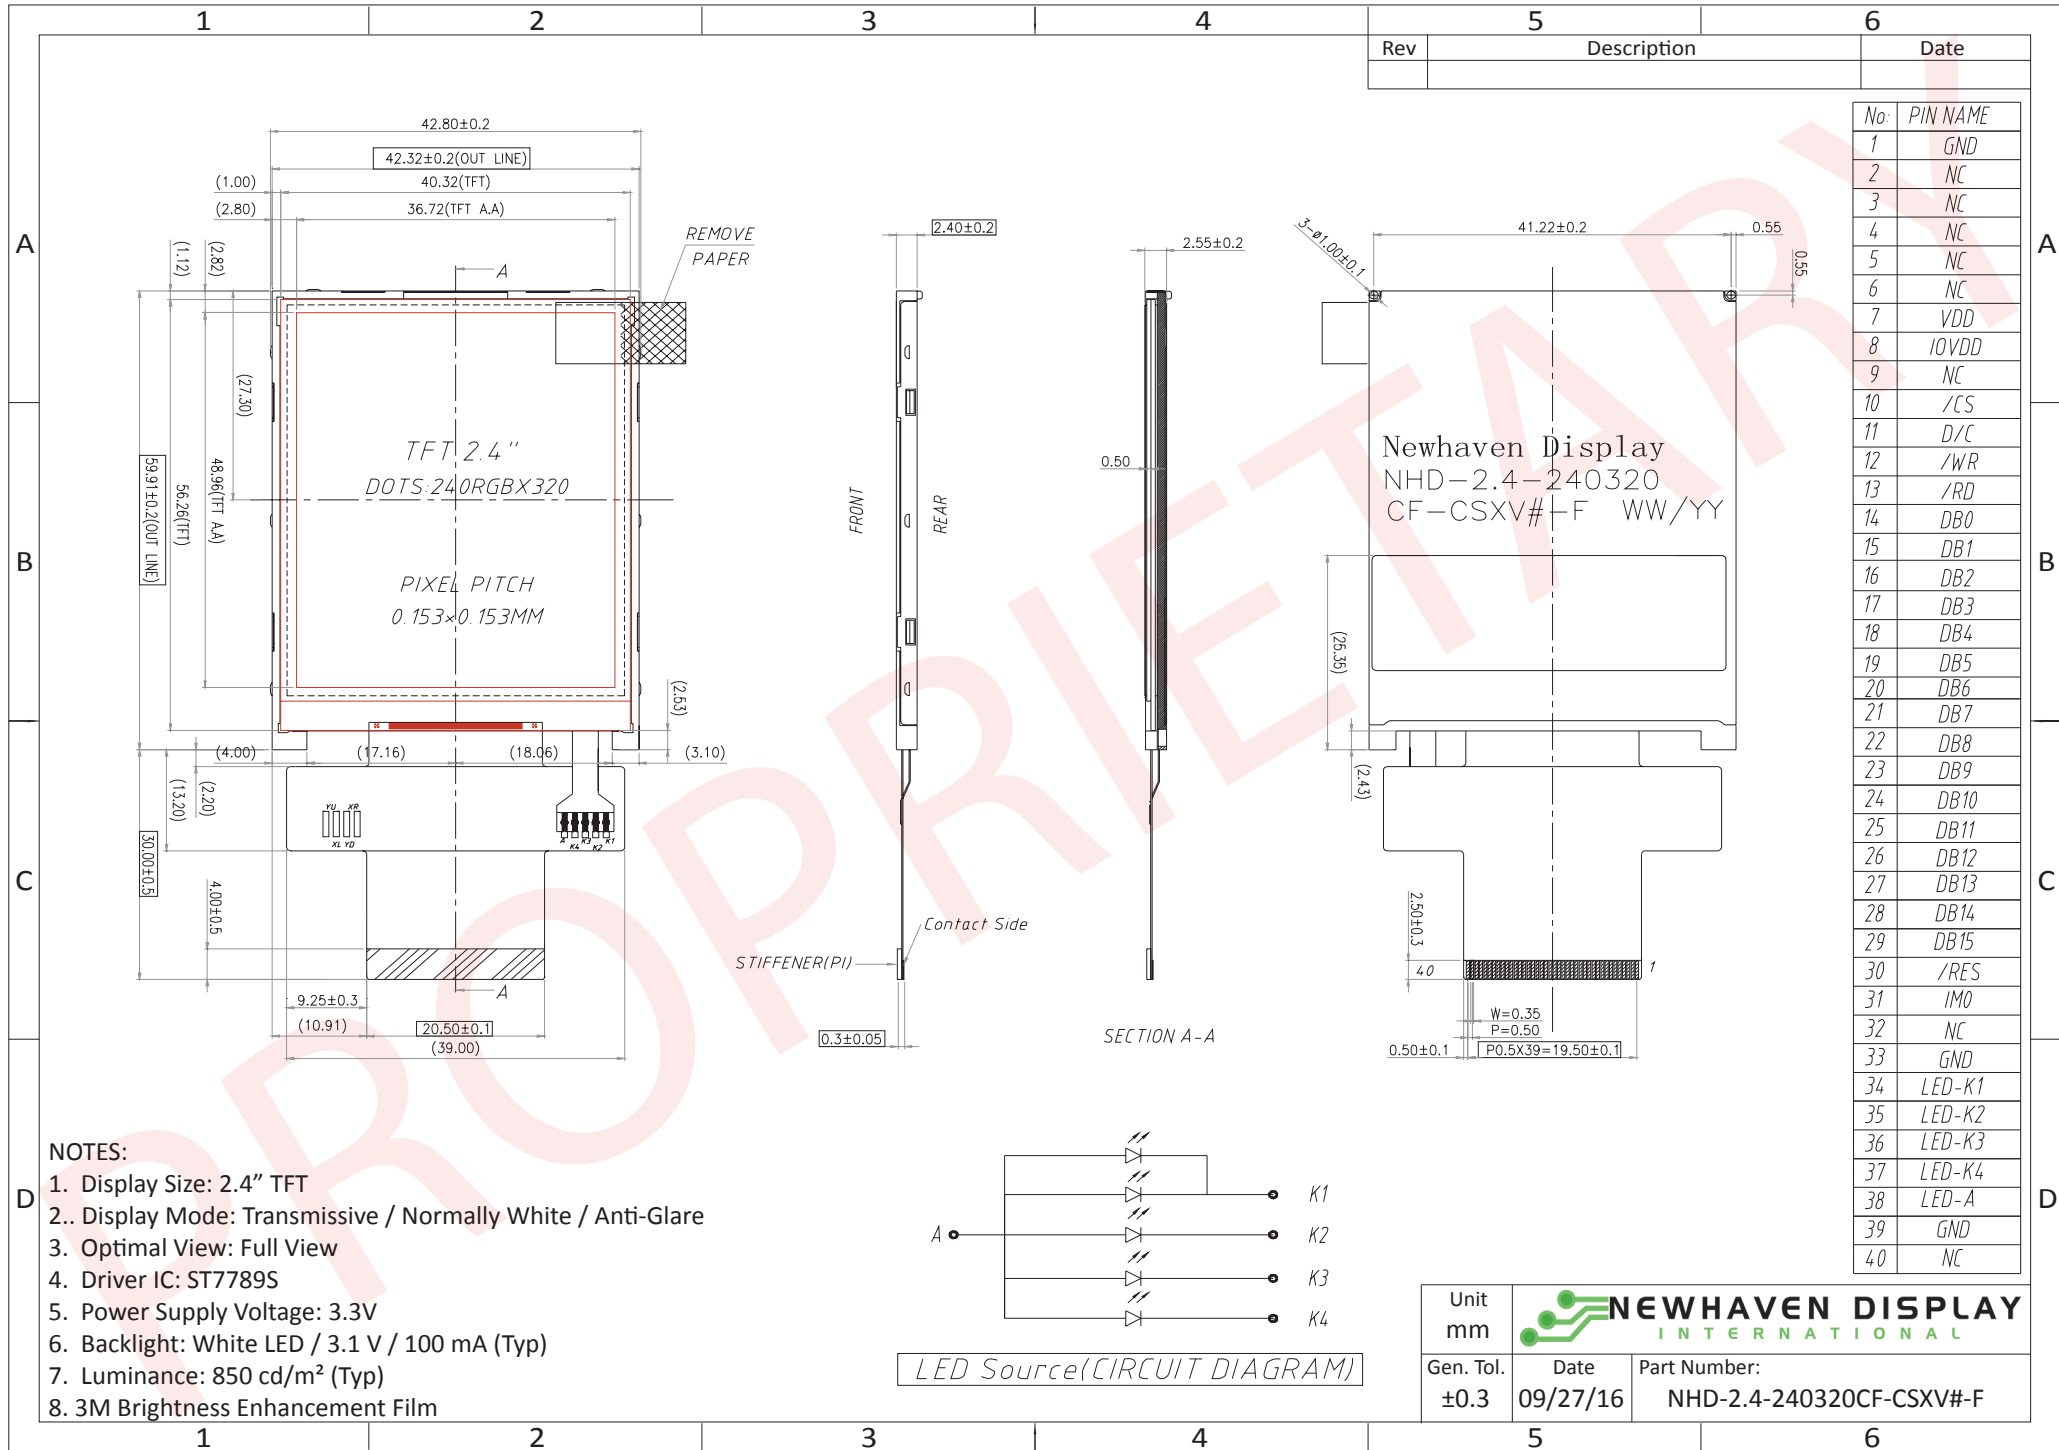 1 2 3 4 5 6
Rev Description Date
A
B
C
D
42.80±0.2
42.32±0.2(OUT LINE)
(1.00) 40.32(TFT)
(2.80) 36.72(TFT A.A)
(1.12)
(2.82)
REMOVE
PAPER
A
(27.30)
59.91±0.2(OUT LINE)
56.26(TFT)
48.96(TFT A.A)
TFT 2.4"
DOTS:240RGBX320
PIXEL PITCH
0.153×0.153MM
(2.53)
(4.00) (17.16) (18.06) (3.10)
(2.20)
(13.20)
30.00±0.5
4.00±0.5
YU XR
XL YD
A K3 K1
K4 K2
A
9.25±0.3
(10.91) 20.50±0.1
(39.00)
2.40±0.2
FRONT
REAR
Contact Side
STIFFENER(PI)
0.3±0.05
2.55±0.2
0.50
SECTION A-A
3-ø1.00±0.1
41.22±0.2 0.55
0.55
Newhaven Display
NHD-2.4-240320
CF-CSXV#-F WW/YY
(25.35)
(2.43)
2.50±0.3
40 1
W=0.35
P=0.50
0.50±0.1 P0.5X39=19.50±0.1
No: PIN NAME
1 GND
2 NC
3 NC
4 NC
5 NC
6 NC
7 VDD
8 IOVDD
9 NC
10 /CS
11 D/C
12 /WR
13 /RD
14 DB0
15 DB1
16 DB2
17 DB3
18 DB4
19 DB5
20 DB6
21 DB7
22 DB8
23 DB9
24 DB10
25 DB11
26 DB12
27 DB13
28 DB14
29 DB15
30 /RES
31 IM0
32 NC
33 GND
34 LED-K1
35 LED-K2
36 LED-K3
37 LED-K4
38 LED-A
39 GND
40 NC
A
B
C
D
PROPRIETARY
NOTES:
1. Display Size: 2.4” TFT
2.. Display Mode: Transmissive / Normally White / Anti-Glare
3. Optimal View: Full View
4. Driver IC: ST7789S
5. Power Supply Voltage: 3.3V
6. Backlight: White LED / 3.1 V / 100 mA (Typ)
7. Luminance: 850 cd/m² (Typ)
8. 3M Brightness Enhancement Film
A
K1
K2
K3
K4
LED Source(CIRCUIT DIAGRAM)
Unit
mm
NEWHAVEN DISPLAY
INTERNATIONAL
Gen. Tol.
±0.3
Date
09/27/16
Part Number:
NHD-2.4-240320CF-CSXV#-F
1 2 3 4 5 6